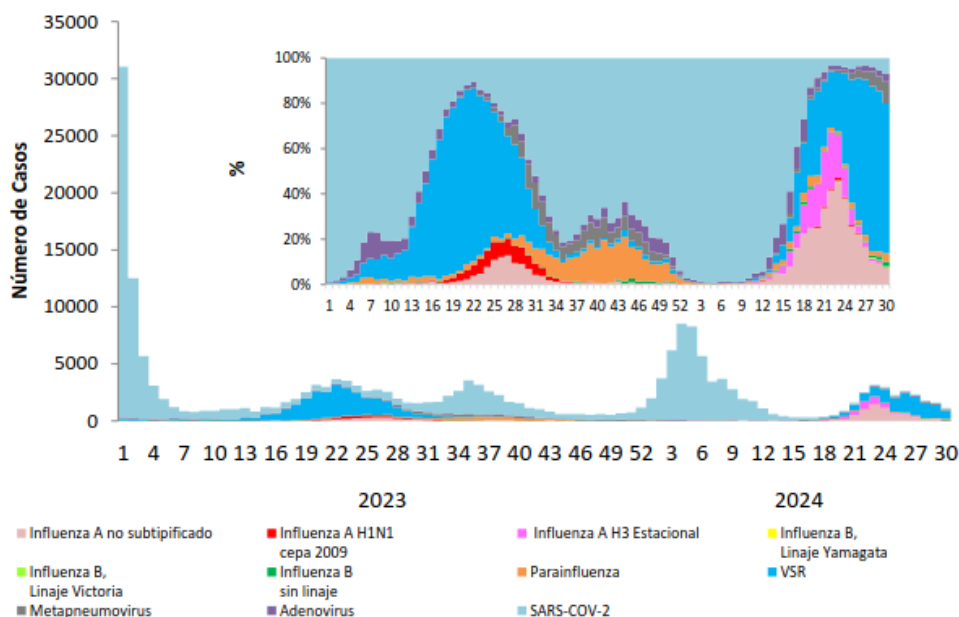 35000
30000
25000
20000
15000
10000
5000
0
Número de Casos
100%
80%
60%
40%
20%
0%
%
1 4 7 10 13 16 19 22 25 28 31 34 37 40 43 46 49 52 3 6 9 12 15 18 21 24 27 30
1 4 7 10 13 16 19 22 25 28 31 34 37 40 43 46 49 52 3 6 9 12 15 18 21 24 27 30
2023 2024
Influenza A no subtipificado
Influenza A H1N1
cepa 2009
Influenza A H3 Estacional
Influenza B,
Linaje Yamagata
Influenza B,
Linaje Victoria
Influenza B
sin linaje
Parainfluenza
VSR
Metapneumovirus
Adenovirus
SARS-COV-2